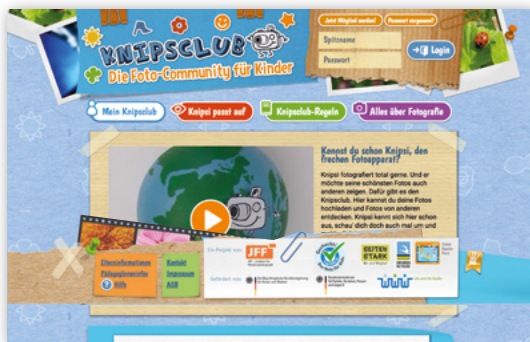 Jetzt Mitglied werden!
Passwort vergessen?
KNIPSCLUB
Die Foto-Community für Kinder
Spitzname
Passwort
Login
Mein Knipsclub
Knipsi passt auf
Knipsclub-Regeln
Alles über Fotografie
Kennst du schon Knipsi, den
frechen Fotoapparat?
Knipsi fotografiert total gerne. Und er
möchte seine schönsten Fotos auch
anderen zeigen. Dafür gibt es den
Knipsclub. Hier kannst du deine Fotos
hochladen und Fotos von anderen
entdecken. Knipsi kennt sich hier schon
aus, schau' dich doch auch mal um und
Elterninformationen
Pädagogeninfos
Hilfe
Kontakt
Impressum
AGB
Ein Projekt von:
JFF
SEITEN
STARK
Gefördert von: